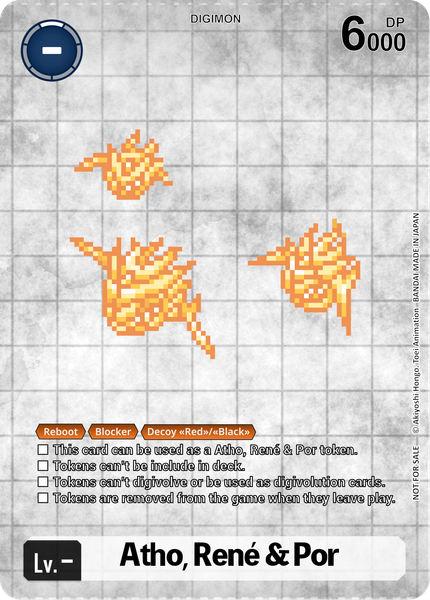 DIGIMON
DP
6000
-
Reboot Blocker Decoy «Red»/«Black»
This card can be used as a Atho, René & Por token.
Tokens can't be include in deck.
Tokens can't digivolve or be used as digivolution cards.
Tokens are removed from the game when they leave play.
NOT FOR SALE © Akiyoshi Hongo, Toei Animation BANDAI MADE IN JAPAN
Lv.-
Atho, René & Por